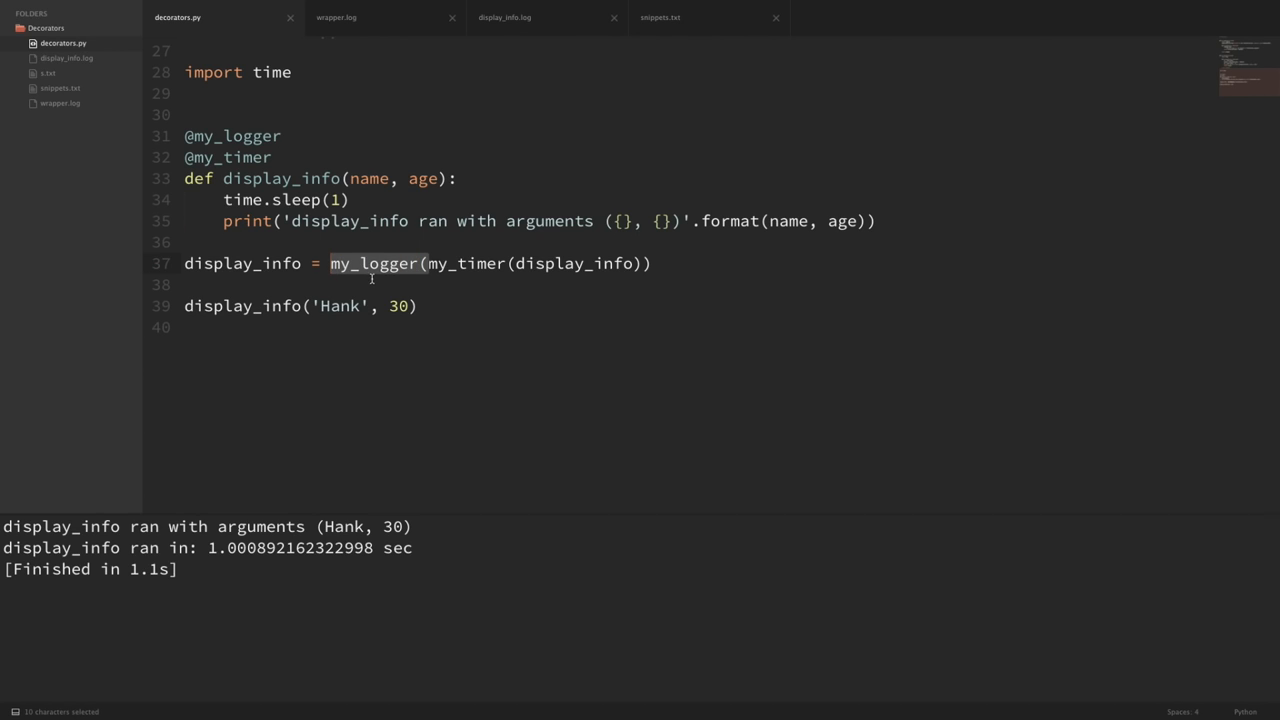 FOLDERS
Decorators
decorators.py
display_info.log
s.txt
snippets.txt
wrapper.log
decorators.py
wrapper.log
display_info.log
snippets.txt
27
28 import time
29
30
31 @my_logger
32 @my_timer
33 def display_info(name, age):
34 time.sleep(1)
35 print('display_info ran with arguments ({}, {})'.format(name, age))
36
37 display_info = my_logger(my_timer(display_info))
38
39 display_info('Hank', 30)
40
display_info ran with arguments (Hank, 30)
display_info ran in: 1.000892162322998 sec
[Finished in 1.1s]
10 characters selected
Spaces: 4
Python